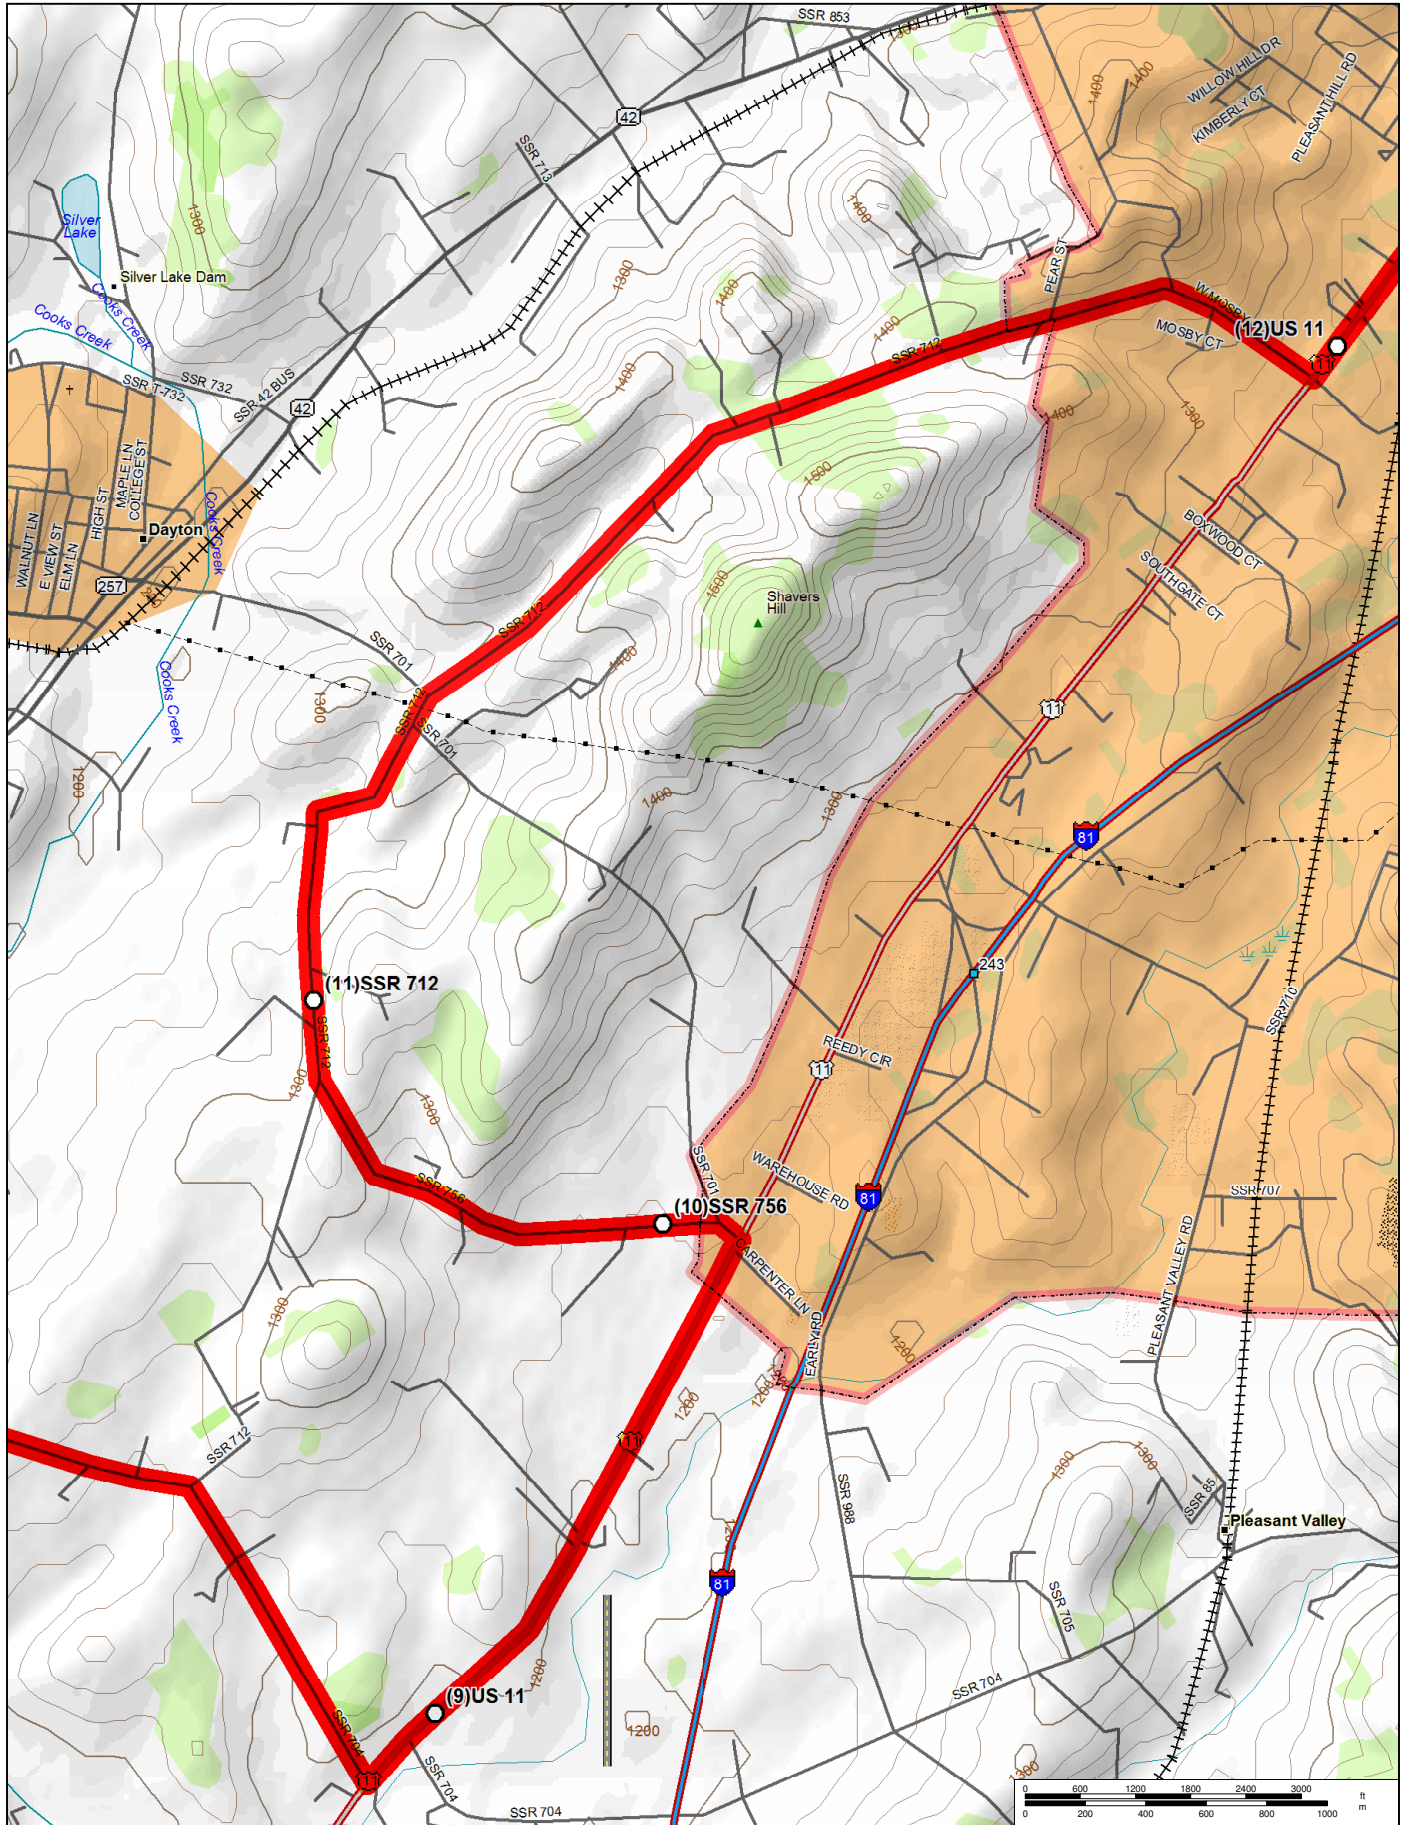 SSR 853
1300
WILLOW HILL DR
KIMBERLY CT
PLEASANT HILL RD
1400
1400
42
SSR 713
1300
Silver
Lake
1400
Silver Lake Dam
Cooks Creek
Cooks Creek
1300
1400
PEAR ST
W MOSBY
MOSBY CT
(12)US 11
11
1400
SSR 712
SSR T-732
SSR 732
SSR 42 BUS
42
1400
1400
1300
MAPLE LN
COLLEGE ST
HIGH ST
WALNUT LN
E VIEW ST
ELM LN
Dayton
Cooks Creek
257
1500
BOXWOOD CT
SOUTHGATE CT
1500
Shavers
Hill
SSR 712
SSR 701
1400
Cooks Creek
1300
SSR 712
SSR 701
11
1200
1400
1300
81
243
(11)SSR 712
SSR 712
SSR 710
REEDY CIR
11
1300
1300
SSR 701
WAREHOUSE RD
81
SSR 756
SSR 707
(10)SSR 756
CARPENTER LN
PLEASANT VALLEY RD
1300
EARLY RD
1200
1200
1200
SSR 712
11
1300
1300
SSR 988
SSR 85
Pleasant Valley
81
SSR 705
1200
SSR 704
(9)US 11
SSR 704
1200
11
SSR 704
SSR 704
1300
0 600 1200 1800 2400 3000 ft
0 200 400 600 800 1000 m